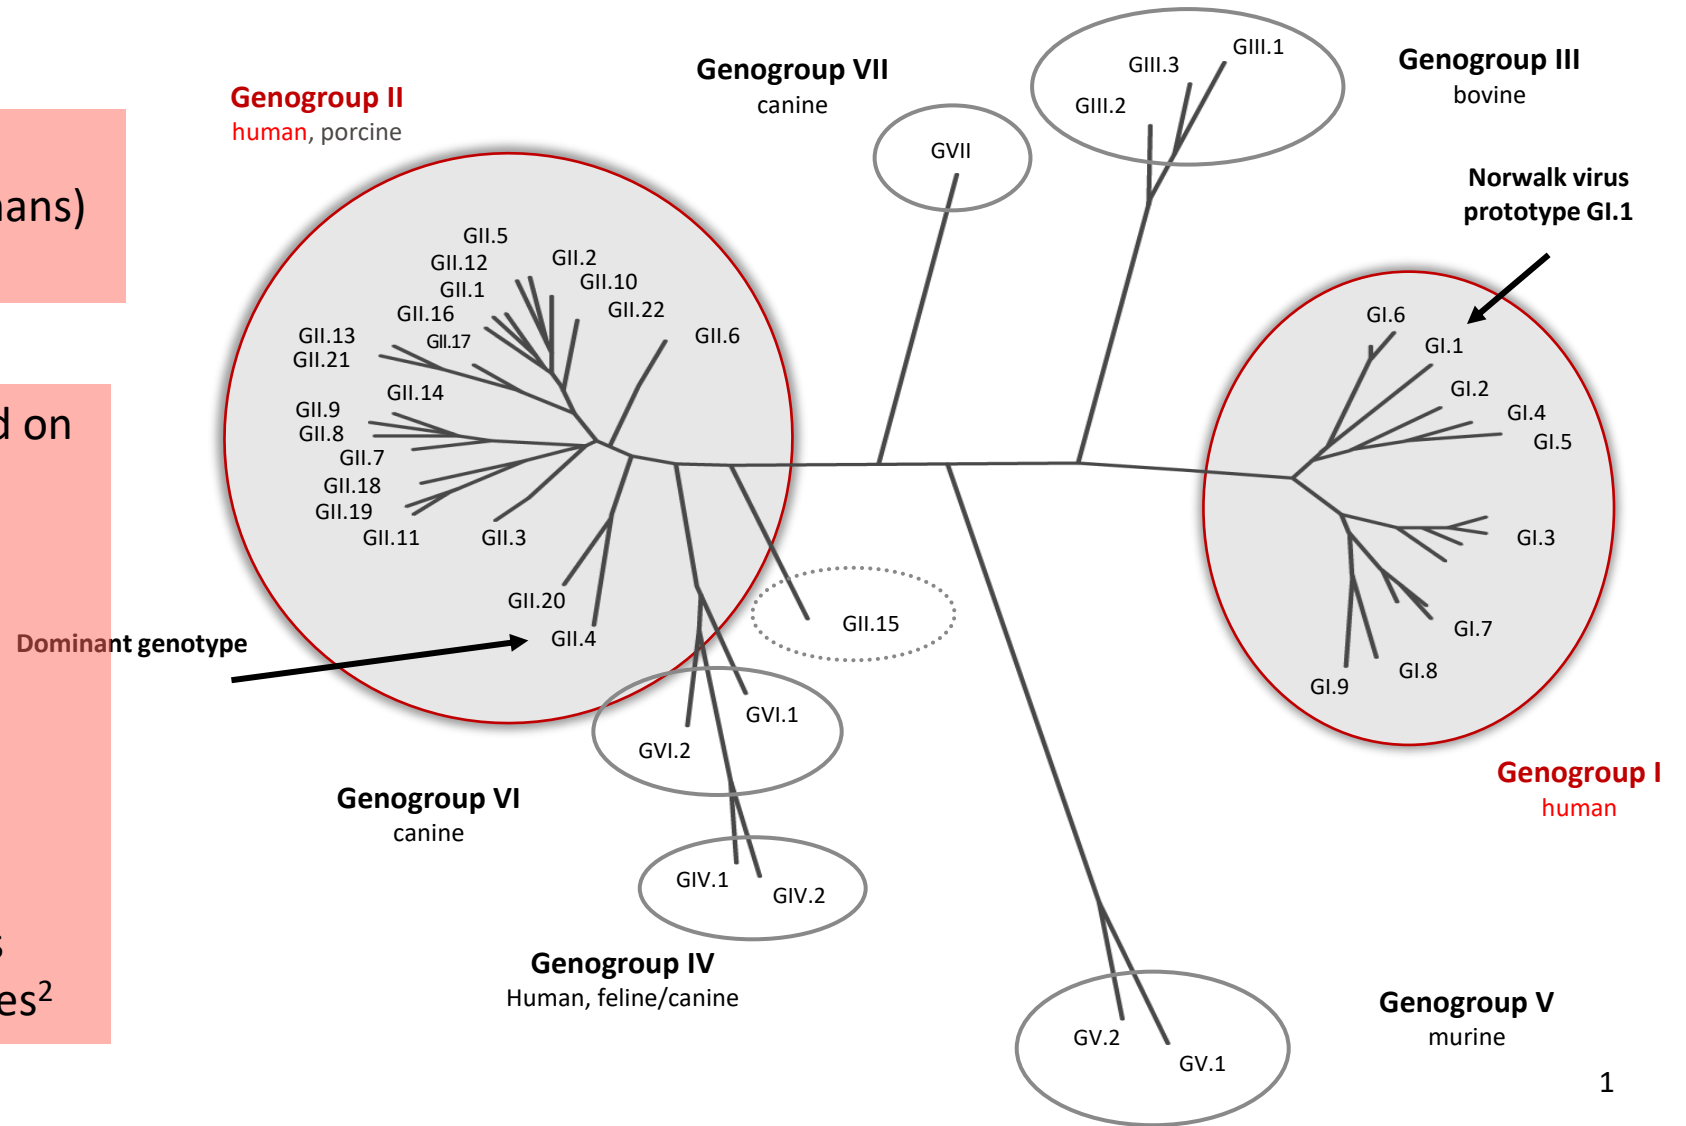 Genogroup II
human, porcine
Genogroup VII
canine
Genogroup III
bovine
Norwalk virus
prototype GI.1
Genogroup I
human
Genogroup V
murine
Genogroup IV
Human, feline/canine
Genogroup VI
canine
Dominant genotype
d on
es2
GII.5
GII.12
GII.1
GII.16
GII.13
GII.21
GII.17
GII.2
GII.10
GII.22
GII.6
GII.14
GII.9
GII.8
GII.7
GII.18
GII.19
GII.11
GII.3
GII.20
GII.4
GII.15
GVI.1
GVI.2
GIV.1
GIV.2
GVII
GIII.1
GIII.3
GIII.2
GI.6
GI.1
GI.2
GI.4
GI.5
GI.3
GI.7
GI.8
GI.9
GV.2
GV.1
1